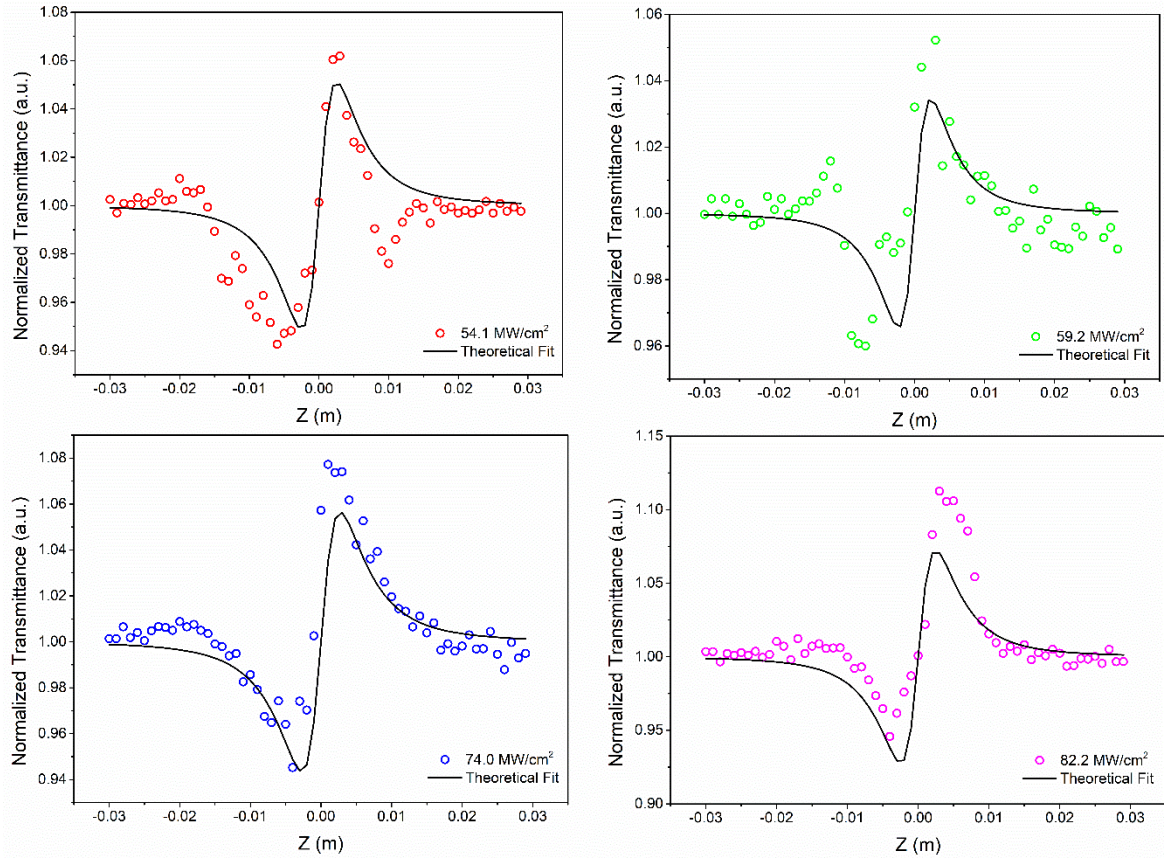 1.08
1.06
1.04
1.02
1.00
0.98
0.96
0.94
Normalized Transmittance (a.u.)
54.1 MW/cm²
Theoretical Fit
-0.03 -0.02 -0.01 0.00 0.01 0.02 0.03
Z (m)
1.06
1.04
1.02
1.00
0.98
0.96
Normalized Transmittance (a.u.)
59.2 MW/cm²
Theoretical Fit
-0.03 -0.02 -0.01 0.00 0.01 0.02 0.03
Z (m)
1.08
1.06
1.04
1.02
1.00
0.98
0.96
0.94
Normalized Transmittance (a.u.)
74.0 MW/cm²
Theoretical Fit
-0.03 -0.02 -0.01 0.00 0.01 0.02 0.03
Z (m)
1.15
1.10
1.05
1.00
0.95
0.90
Normalized Transmittance (a.u.)
82.2 MW/cm²
Theoretical Fit
-0.03 -0.02 -0.01 0.00 0.01 0.02 0.03
Z (m)